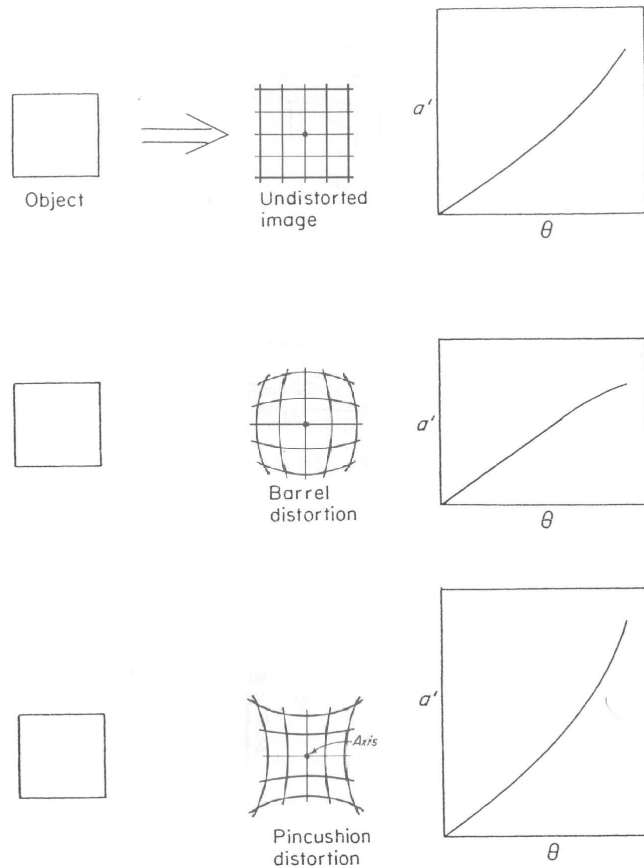 a'
Object
Undistorted
image
θ
a'
Barrel
distortion
θ
a'
Axis
Pincushion
distortion
θ